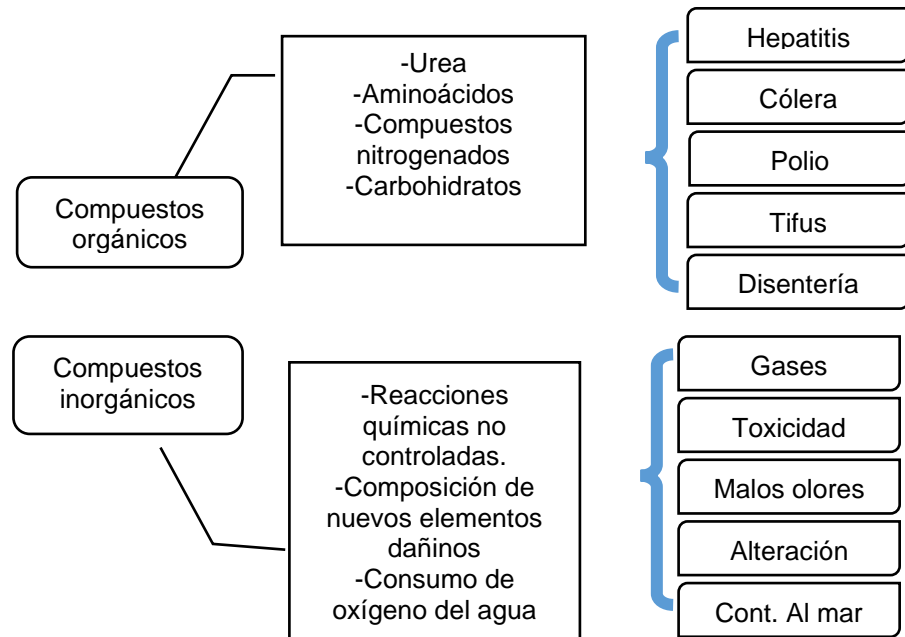 Compuestos
orgánicos
-Urea
-Aminoácidos
-Compuestos
nitrogenados
-Carbohidratos
Hepatitis
Cólera
Polio
Tifus
Disentería
Compuestos
inorgánicos
-Reacciones
químicas no
controladas.
-Composición de
nuevos elementos
dañinos
-Consumo de
oxígeno del agua
Gases
Toxicidad
Malos olores
Alteración
Cont. Al mar